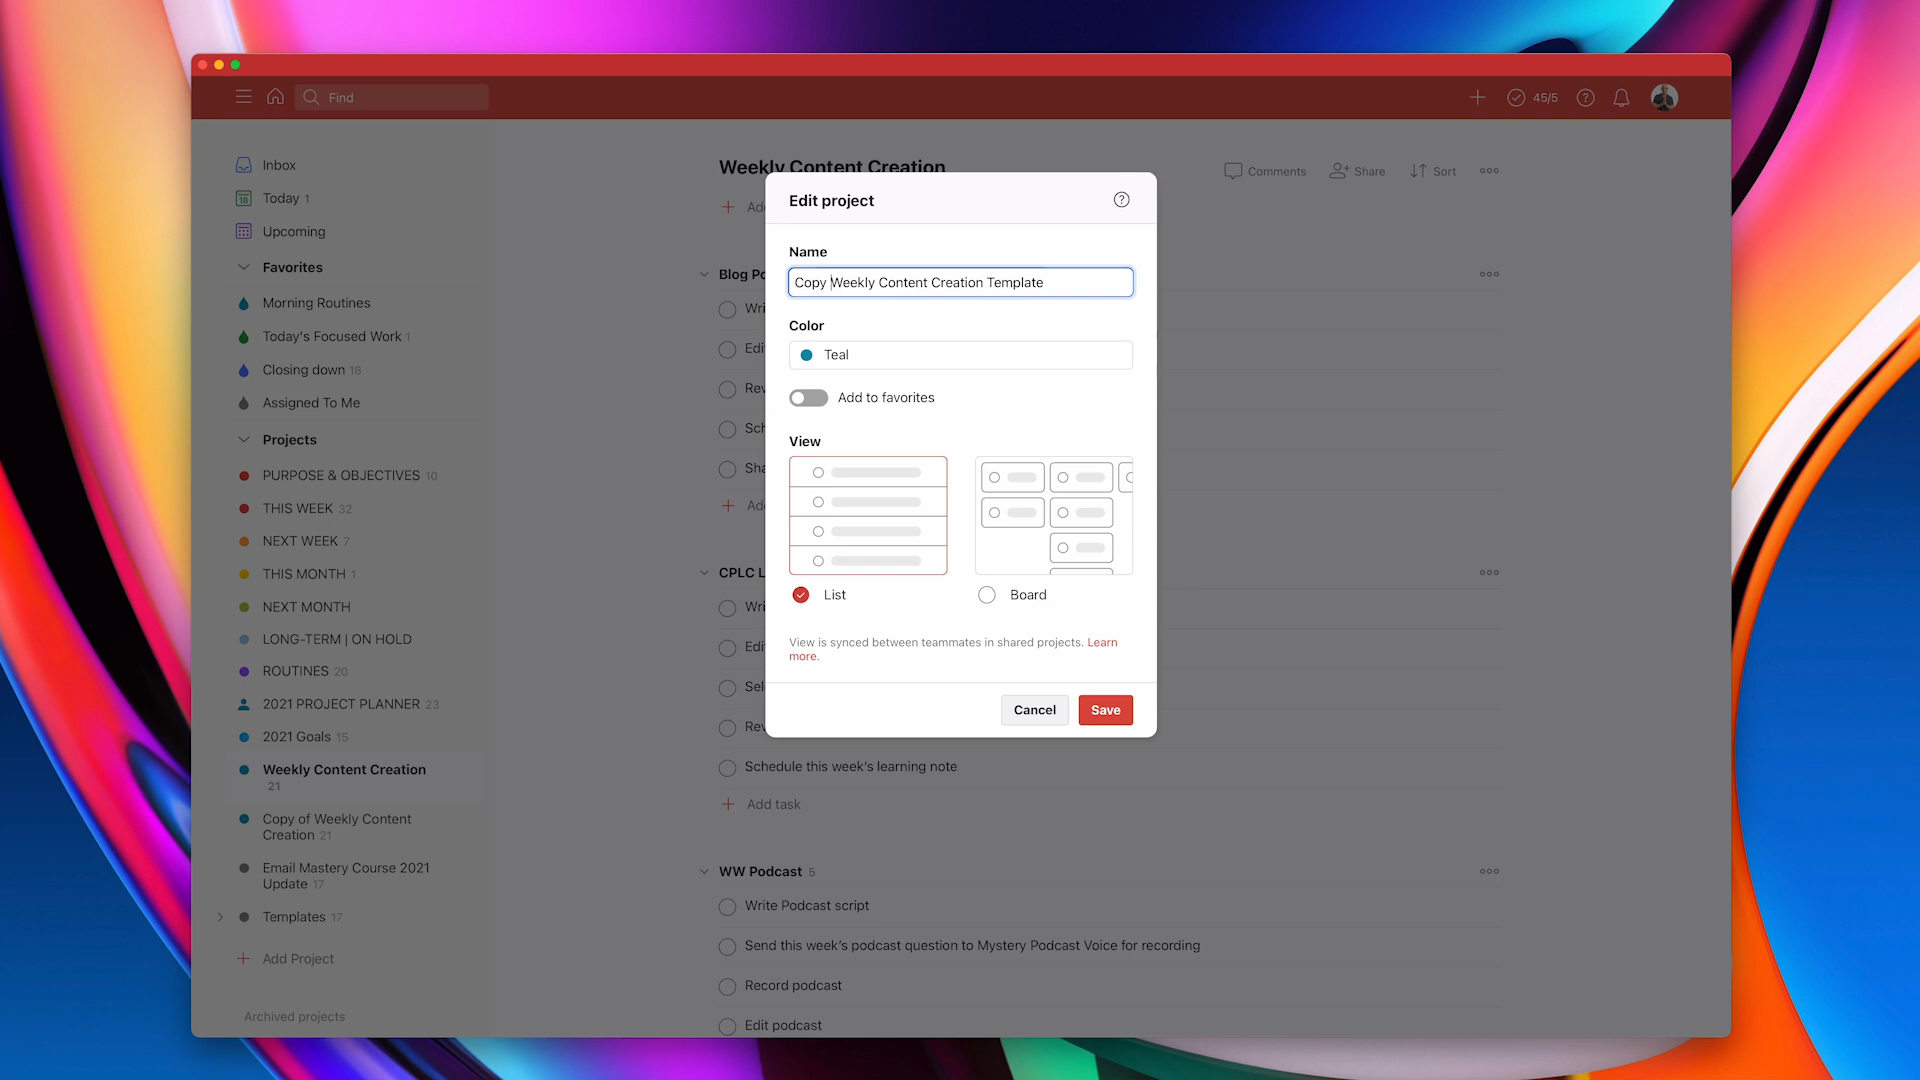 Find
45/5
Inbox
Today 1
Upcoming
Favorites
Morning Routines
Today's Focused Work 1
Closing down 18
Assigned To Me
Projects
PURPOSE & OBJECTIVES 10
THIS WEEK 32
NEXT WEEK 7
THIS MONTH 1
NEXT MONTH
LONG-TERM | ON HOLD
ROUTINES 20
2021 PROJECT PLANNER 23
2021 Goals 15
Weekly Content Creation
21
Copy of Weekly Content
Creation 21
Email Mastery Course 2021
Update 17
Templates 17
Add Project
Archived projects
Weekly Content Creation
Comments
Share
Sort
Edit project
Name
Copy Weekly Content Creation Template
Color
Teal
Add to favorites
View
List
Board
View is synced between teammates in shared projects. Learn
more.
Cancel
Save
Schedule this week's learning note
Add task
WW Podcast 5
Write Podcast script
Send this week's podcast question to Mystery Podcast Voice for recording
Record podcast
Edit podcast